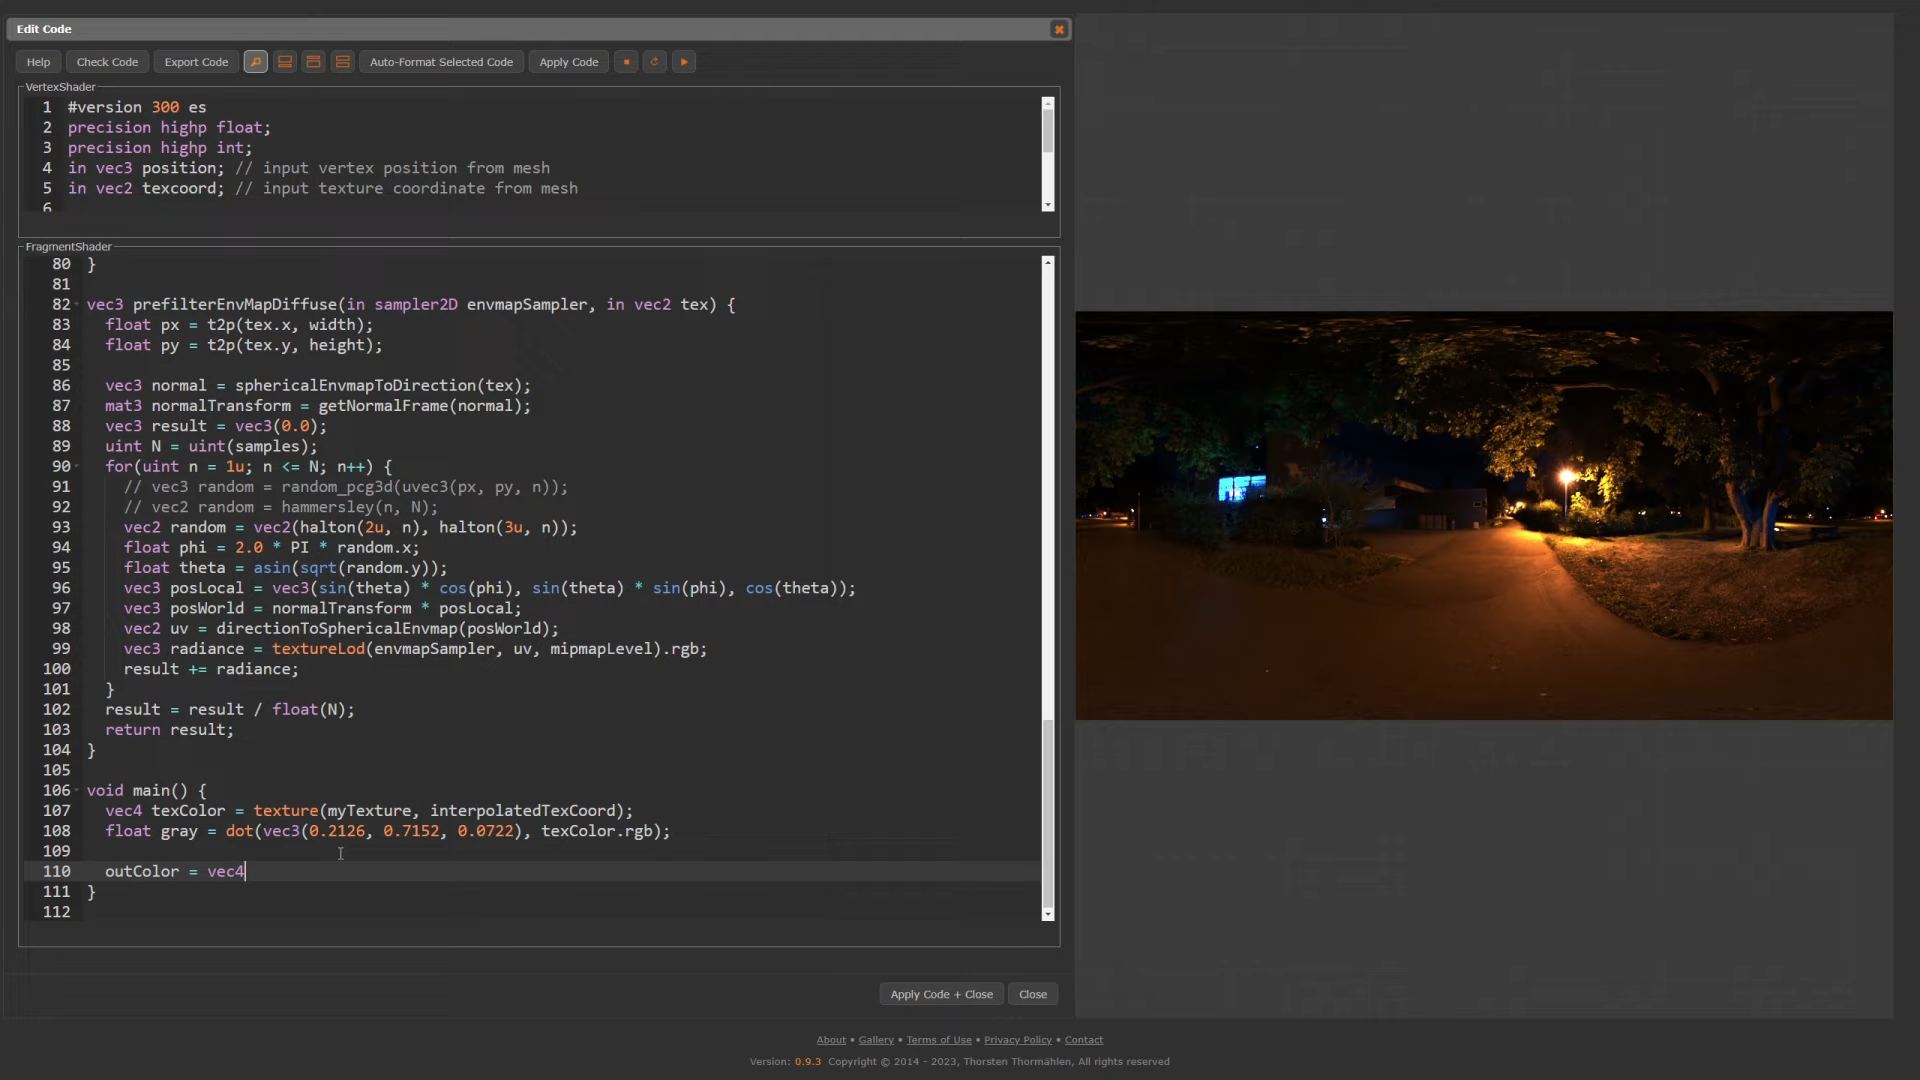 Edit Code
Help Check Code Export Code Auto-Format Selected Code Apply Code
VertexShader
1 #version 300 es
2 precision highp float;
3 precision highp int;
4 in vec3 position; // input vertex position from mesh
5 in vec2 texcoord; // input texture coordinate from mesh
6
FragmentShader
80 }
81
82 vec3 prefilterEnvMapDiffuse(in sampler2D envmapSampler, in vec2 tex) {
83 float px = t2p(tex.x, width);
84 float py = t2p(tex.y, height);
85
86 vec3 normal = sphericalEnvmapToDirection(tex);
87 mat3 normalTransform = getNormalFrame(normal);
88 vec3 result = vec3(0.0);
89 uint N = uint(samples);
90 for(uint n = 1u; n <= N; n++) {
91 // vec3 random = random_pcg3d(uvec3(px, py, n));
92 // vec2 random = hammersley(n, N);
93 vec2 random = vec2(halton(2u, n), halton(3u, n));
94 float phi = 2.0 * PI * random.x;
95 float theta = asin(sqrt(random.y));
96 vec3 posLocal = vec3(sin(theta) * cos(phi), sin(theta) * sin(phi), cos(theta));
97 vec3 posWorld = normalTransform * posLocal;
98 vec2 uv = directionToSphericalEnvmap(posWorld);
99 vec3 radiance = textureLod(envmapSampler, uv, mipmapLevel).rgb;
100 result += radiance;
101 }
102 result = result / float(N);
103 return result;
104 }
105
106 void main() {
107 vec4 texColor = texture(myTexture, interpolatedTexCoord);
108 float gray = dot(vec3(0.2126, 0.7152, 0.0722), texColor.rgb);
109
110 outColor = vec4
111 }
112
Apply Code + Close Close
About • Gallery • Terms of Use • Privacy Policy • Contact
Version: 0.9.3 Copyright © 2014 - 2023, Thorsten Thormählen, All rights reserved